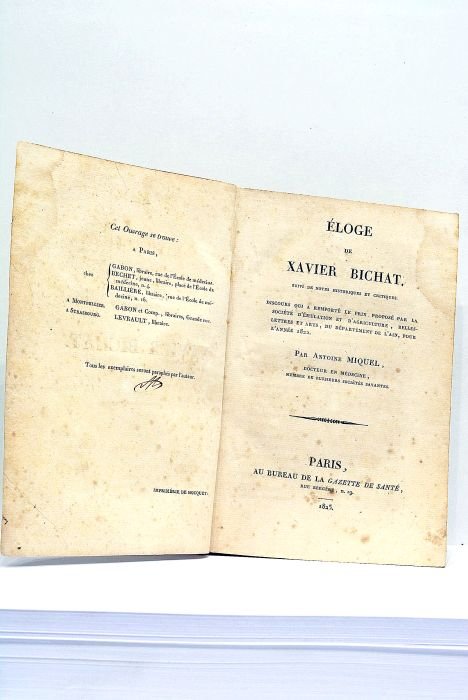 Cet Ouvrage se trouve :
A PARIS,
chez
GABON, libraire, rue de l'École de médecine.
BECHET, jeune, libraire, place de l'École de
médecine, n. 4.
BAILLIÈRE, libraire, rue de l'École de mé-
decine, n. 16.
A MONTPELLIER. GABON et Comp., libraires, Grande rue.
A STRASBOURG. LEVRAULT, libraire.
Tous les exemplaires seront paraphés par l'auteur.
IMPRIMERIE DE HOCQUET.
ÉLOGE
DE
XAVIER BICHAT,
SUIVI DE NOTES HISTORIQUES ET CRITIQUES.
DISCOURS QUI A REMPORTÉ LE PRIX PROPOSÉ PAR LA
SOCIÉTÉ D'ÉMULATION ET D'AGRICULTURE, BELLES-
LETTRES ET ARTS, DU DÉPARTEMENT DE L'AIN, POUR
L'ANNÉE 1822.
PAR ANTOINE MIQUEL,
DOCTEUR EN MÉDECINE,
MEMBRE DE PLUSIEURS SOCIÉTÉS SAVANTES.
PARIS,
AU BUREAU DE LA GAZETTE DE SANTÉ,
RUE N. 19.
1823.